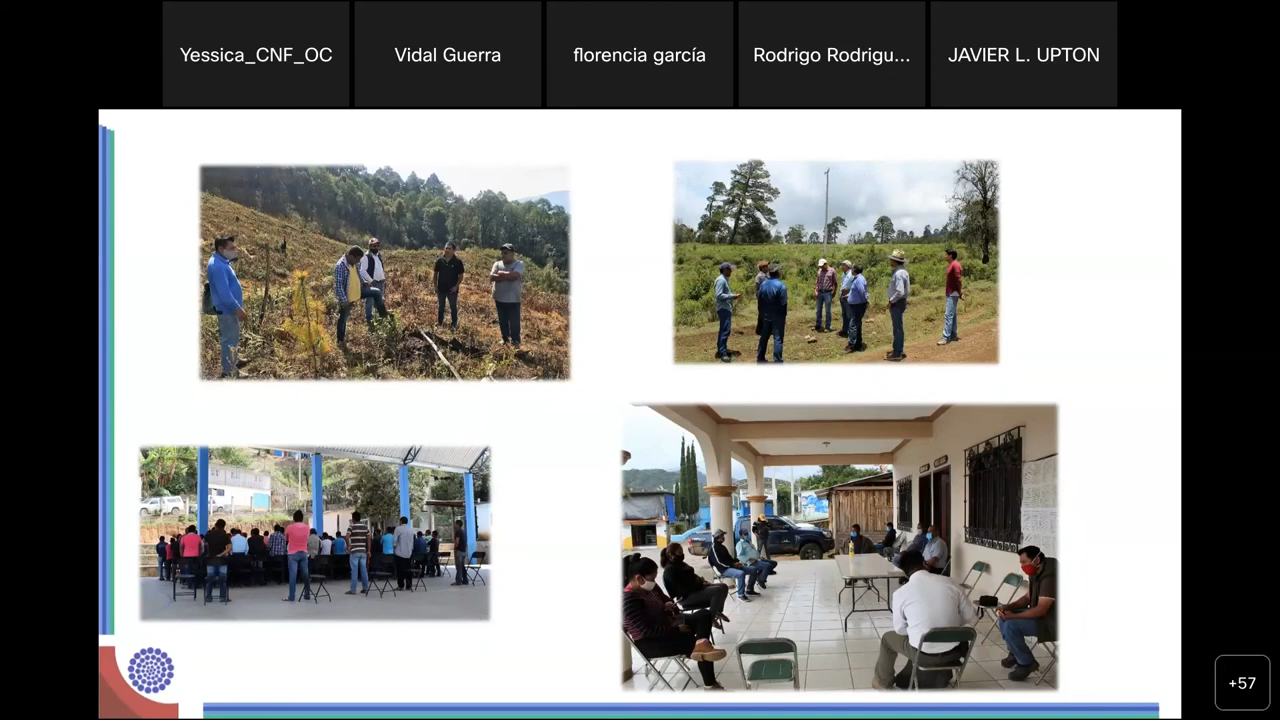 Yessica_CNF_OC
Vidal Guerra
florencia garcía
Rodrigo Rodrigu...
JAVIER L. UPTON
+57